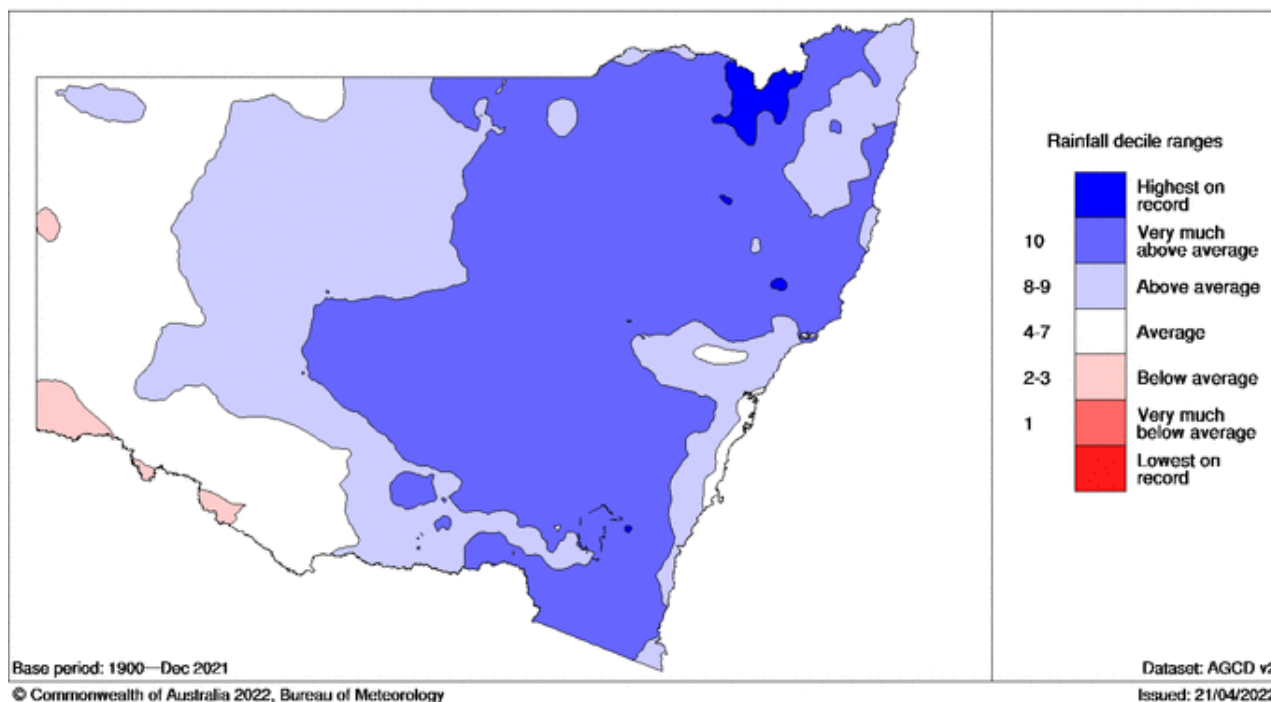 Rainfall decile ranges
Highest on
record
10
Very much
above average
8-9
Above average
4-7
Average
2-3
Below average
1
Very much
below average
Lowest on
record
Base period: 1900—Dec 2021
Dataset: AGCD v2
© Commonwealth of Australia 2022, Bureau of Meteorology
Issued: 21/04/2022